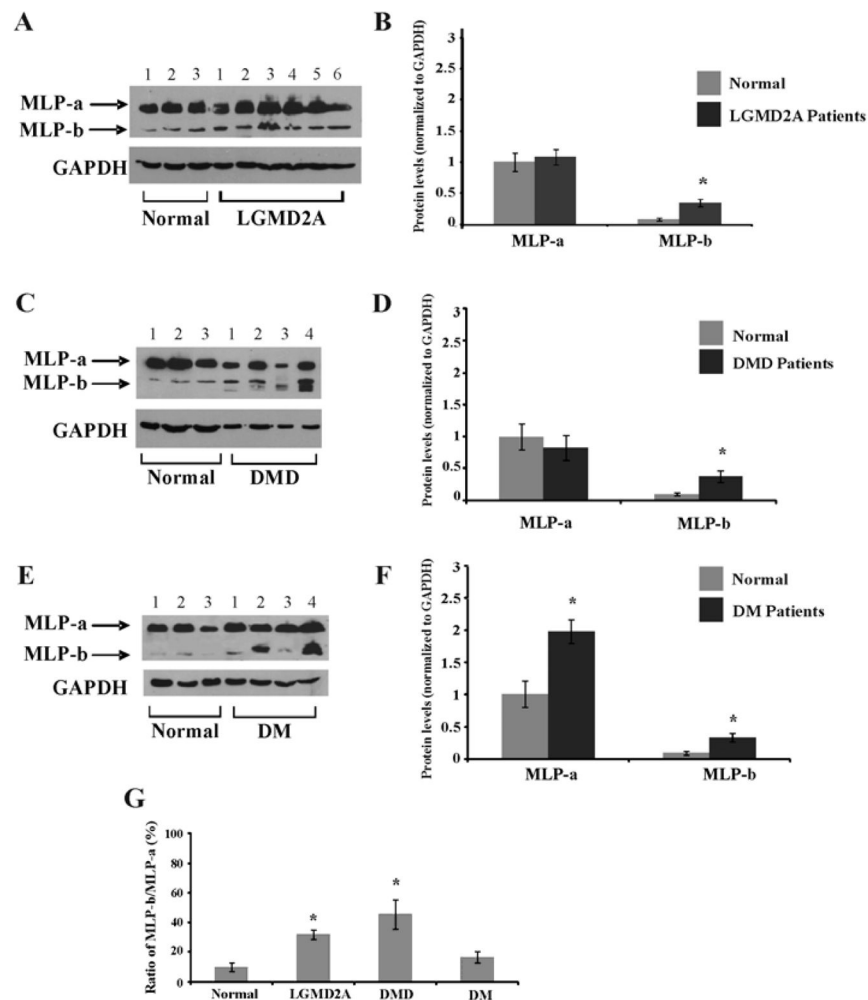 A
1 2 3 1 2 3 4 5 6
MLP-a
MLP-b
GAPDH
Normal LGMD2A
B
Protein levels (normalized to GAPDH)
3
2.5
2
1.5
1
0.5
0
Normal
LGMD2A Patients
*
MLP-a MLP-b
C
1 2 3 1 2 3 4
MLP-a
MLP-b
GAPDH
Normal DMD
D
Protein levels (normalized to GAPDH)
3
2.5
2
1.5
1
0.5
0
Normal
DMD Patients
*
MLP-a MLP-b
E
1 2 3 1 2 3 4
MLP-a
MLP-b
GAPDH
Normal DM
F
Protein levels (normalized to GAPDH)
3
2.5
2
1.5
1
0.5
0
Normal
DM Patients
*
*
MLP-a MLP-b
G
Ratio of MLP-b/MLP-a (%)
100
80
60
40
20
0
*
*
Normal LGMD2A DMD DM